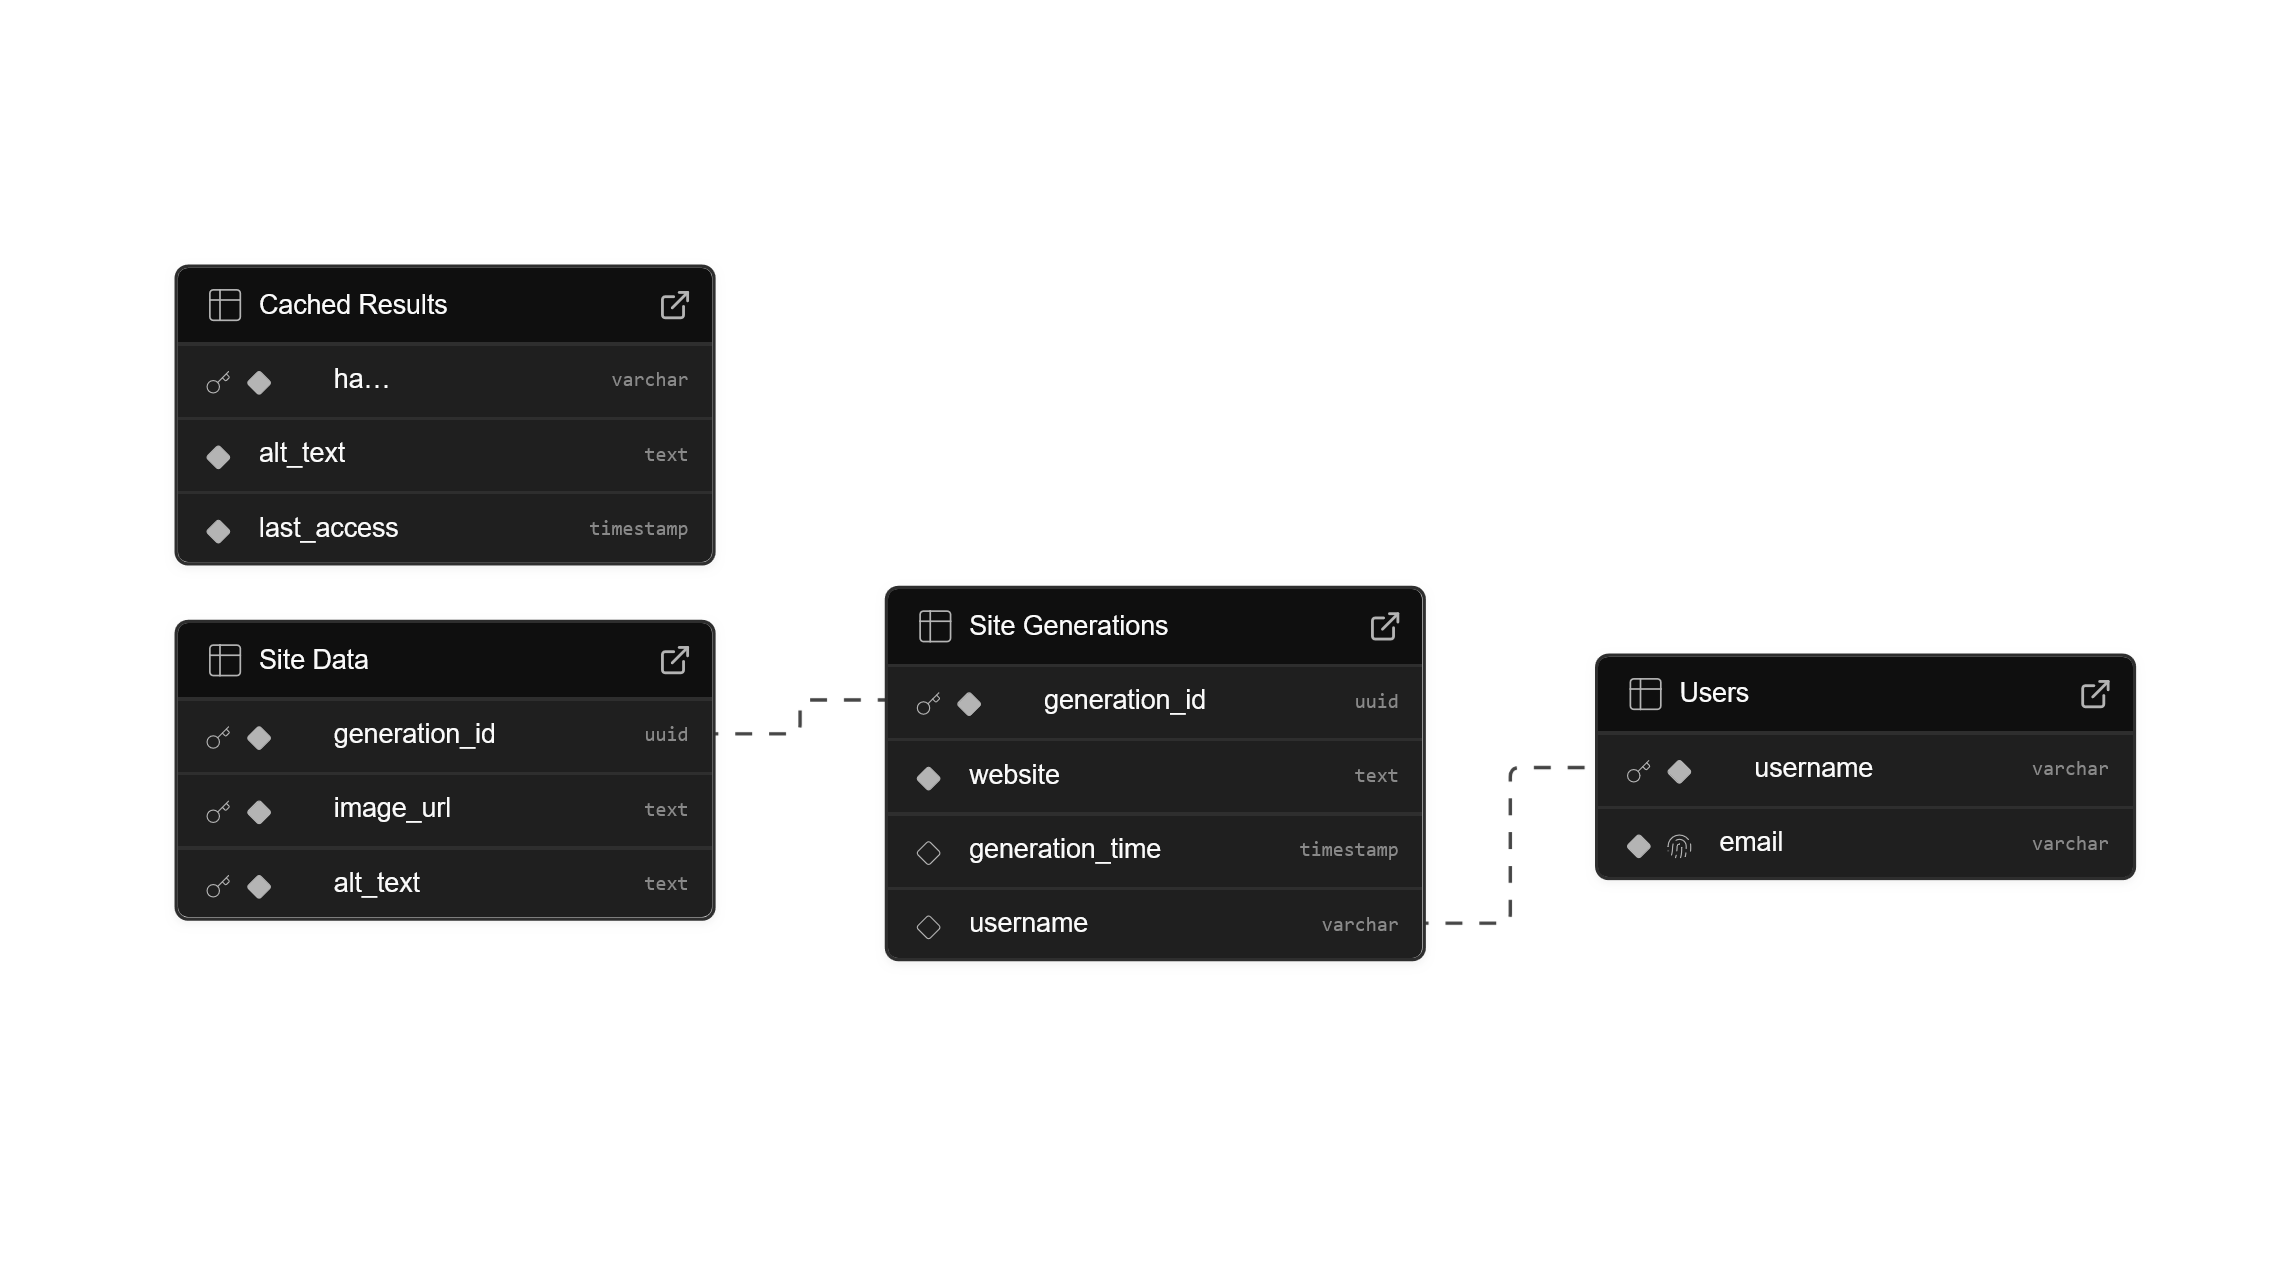 Cached Results
ha… varchar
alt_text text
last_access timestamp
Site Data
generation_id uuid
image_url text
alt_text text
Site Generations
generation_id uuid
website text
generation_time timestamp
username varchar
Users
username varchar
email varchar